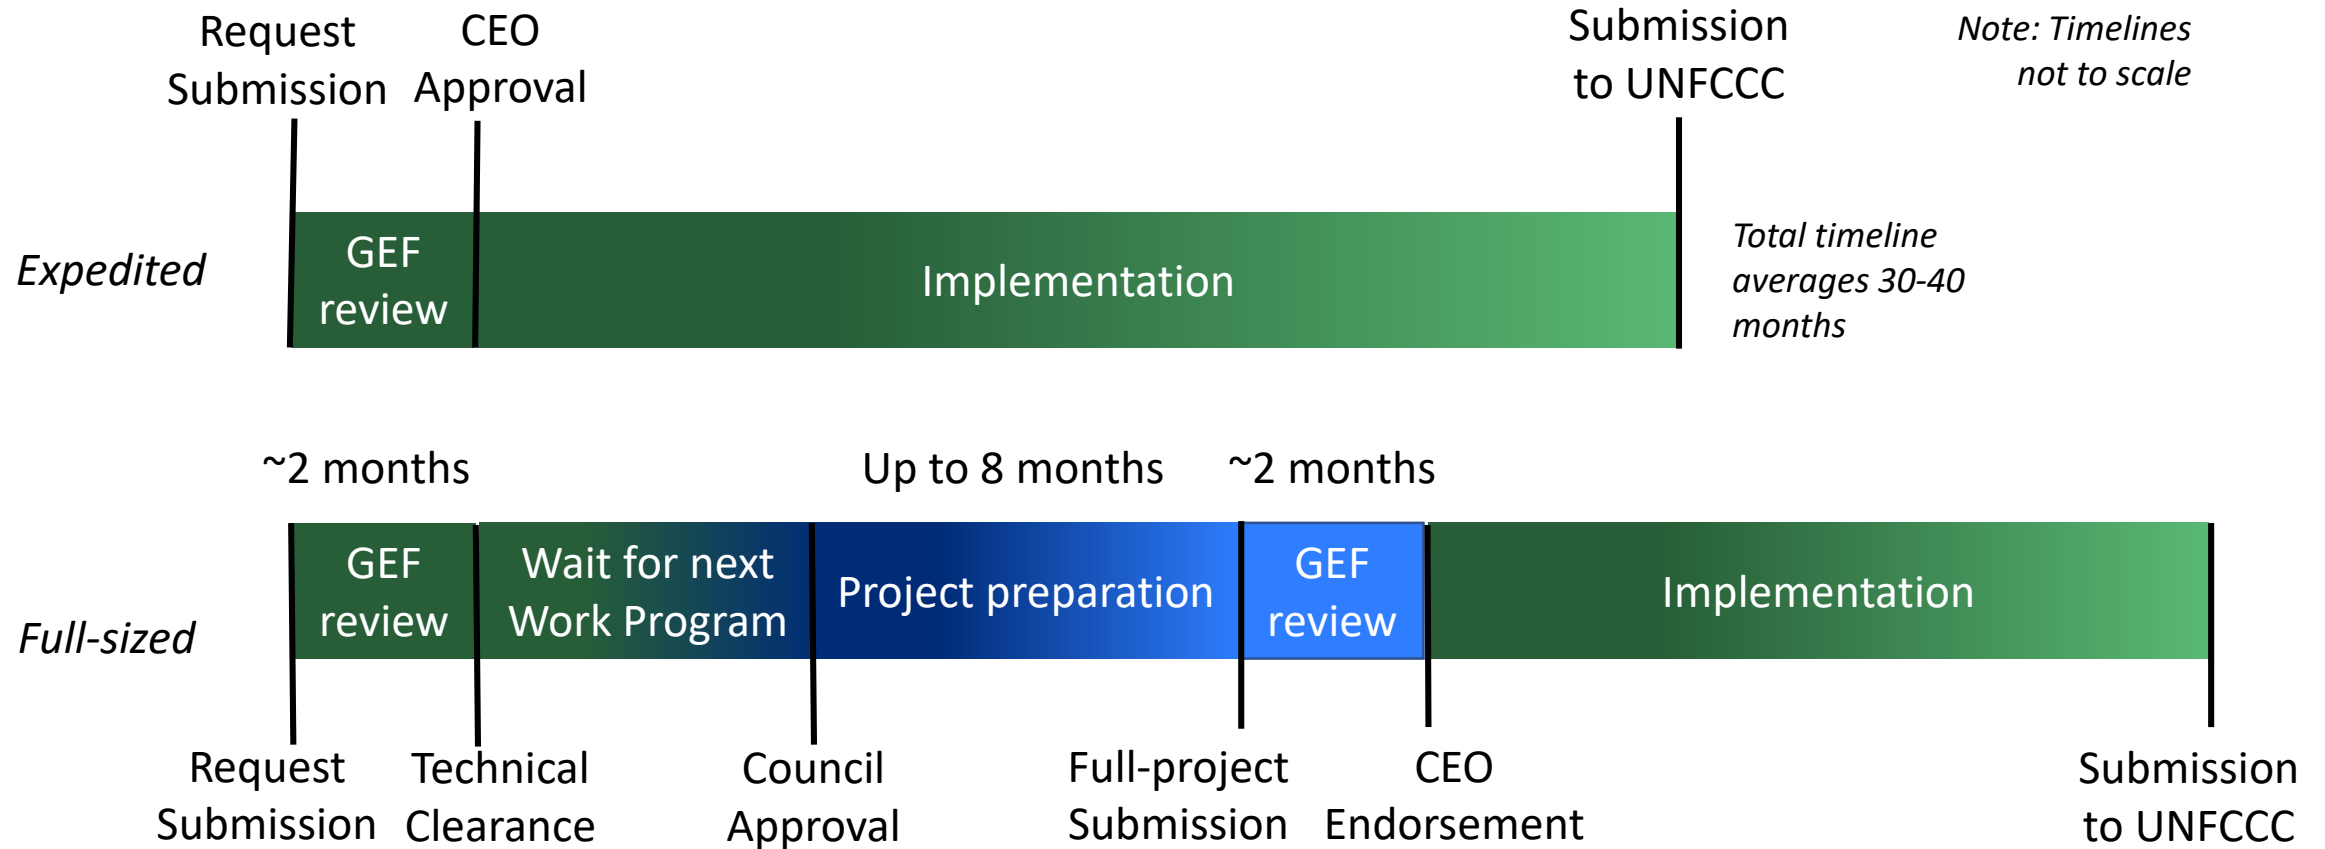 Request
Submission
CEO
Approval
Submission
to UNFCCC
Note: Timelines
not to scale
Expedited
GEF
review
Implementation
Total timeline
averages 30-40
months
~2 months
Up to 8 months
~2 months
Full-sized
GEF
review
Wait for next
Work Program
Project preparation
GEF
review
Implementation
Request
Submission
Technical
Clearance
Council
Approval
Full-project
Submission
CEO
Endorsement
Submission
to UNFCCC